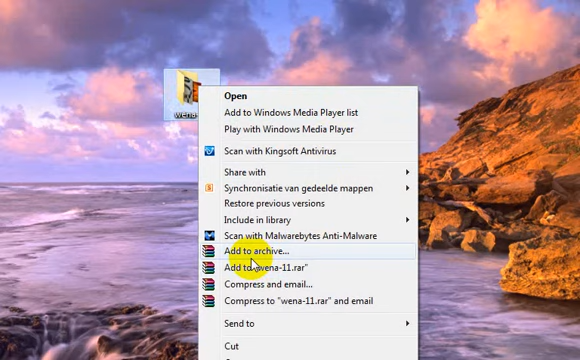 wena-
Open
Add to Windows Media Player list
Play with Windows Media Player
Scan with Kingsoft Antivirus
Share with
Synchronisatie van gedeelde mappen
Restore previous versions
Include in library
Scan with Malwarebytes Anti-Malware
Add to archive...
Add to "wena-11.rar"
Compress and email...
Compress to "wena-11.rar" and email
Send to
Cut